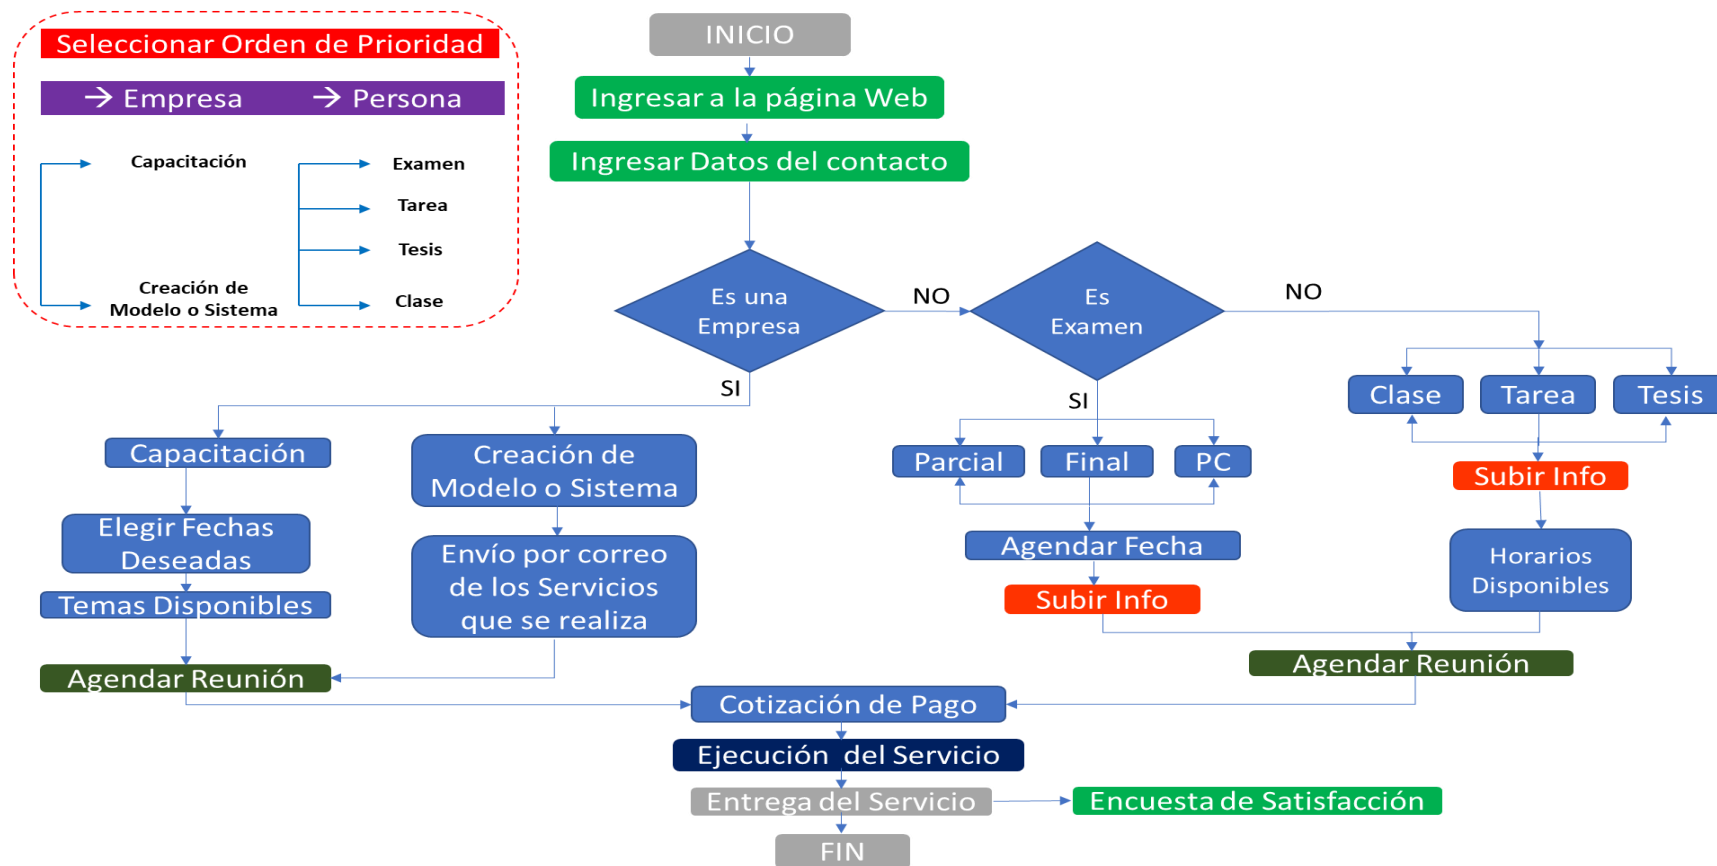 Seleccionar Orden de Prioridad
→ Empresa → Persona
Capacitación
Creación de
Modelo o Sistema
Examen
Tarea
Tesis
Clase
INICIO
Ingresar a la página Web
Ingresar Datos del contacto
Es una
Empresa
NO
SI
Es
Examen
NO
SI
Capacitación
Elegir Fechas
Deseadas
Temas Disponibles
Creación de
Modelo o Sistema
Envío por correo
de los Servicios
que se realiza
Agendar Reunión
Parcial
Final
PC
Agendar Fecha
Subir Info
Clase
Tarea
Tesis
Subir Info
Horarios
Disponibles
Agendar Reunión
Cotización de Pago
Ejecución del Servicio
Entrega del Servicio
Encuesta de Satisfacción
FIN